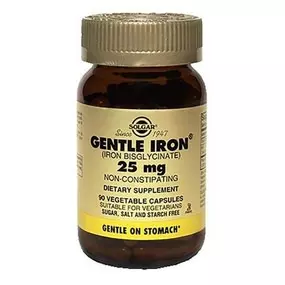 SOLGAR
Since 1947
GENTLE IRON®
(IRON BISGLYCINATE)
25 mg
NON-CONSTIPATING
DIETARY SUPPLEMENT
90 VEGETABLE CAPSULES
SUITABLE FOR VEGETARIANS
SUGAR, SALT AND STARCH FREE
GENTLE ON STOMACH*